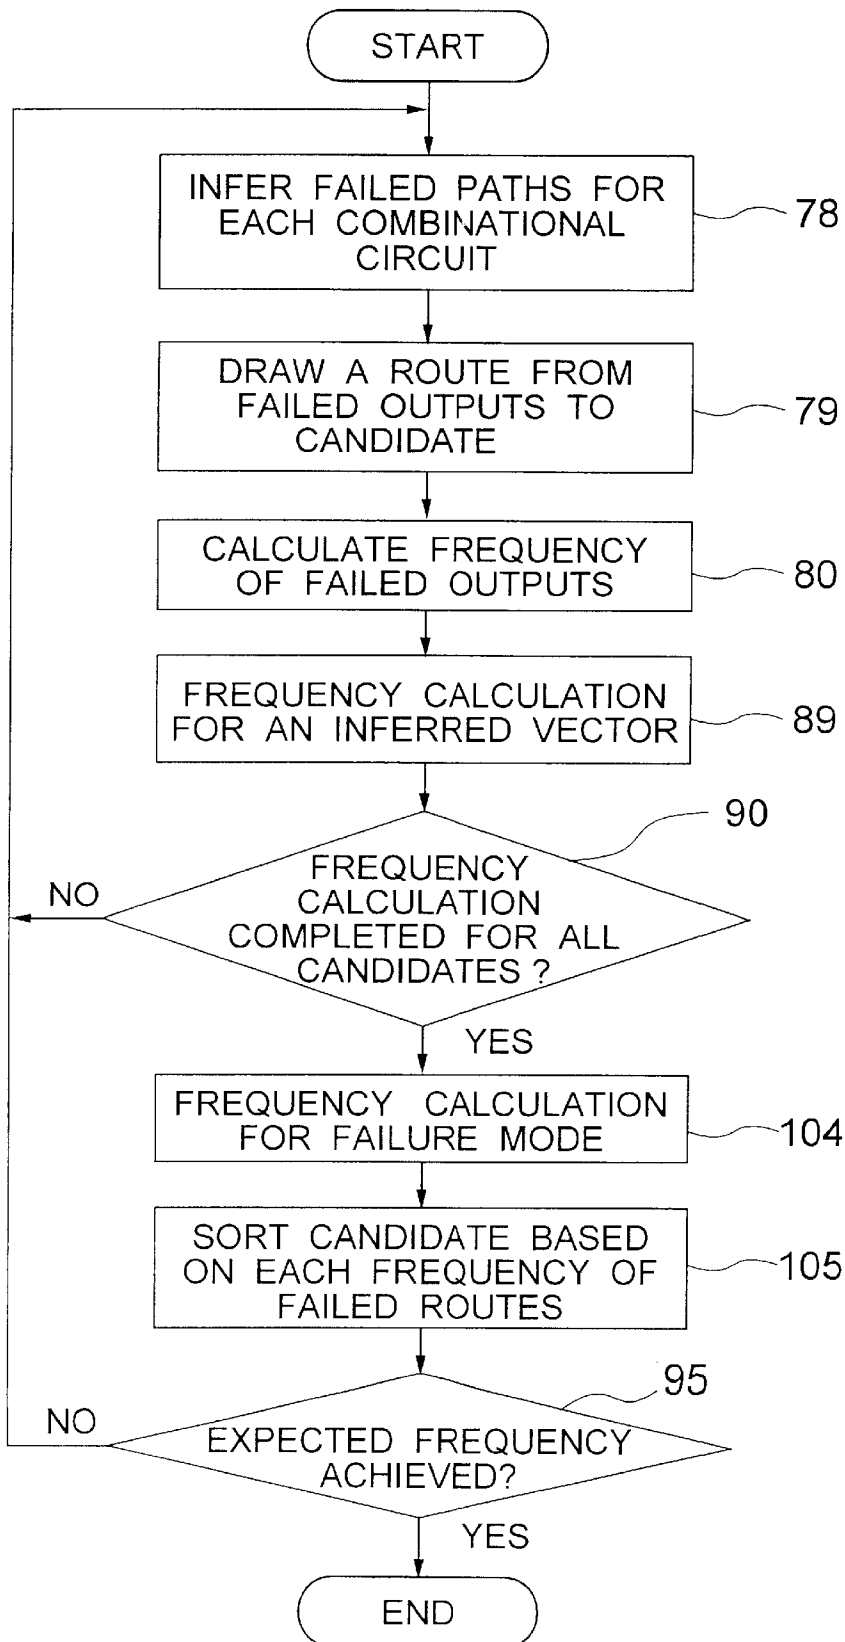 START
INFER FAILED PATHS FOR
EACH COMBINATIONAL
CIRCUIT
78
DRAW A ROUTE FROM
FAILED OUTPUTS TO
CANDIDATE
79
CALCULATE FREQUENCY
OF FAILED OUTPUTS
80
FREQUENCY CALCULATION
FOR AN INFERRED VECTOR
89
90
FREQUENCY
CALCULATION
COMPLETED FOR ALL
CANDIDATES ?
NO
YES
FREQUENCY CALCULATION
FOR FAILURE MODE
104
SORT CANDIDATE BASED
ON EACH FREQUENCY OF
FAILED ROUTES
105
95
NO
EXPECTED FREQUENCY
ACHIEVED?
YES
END